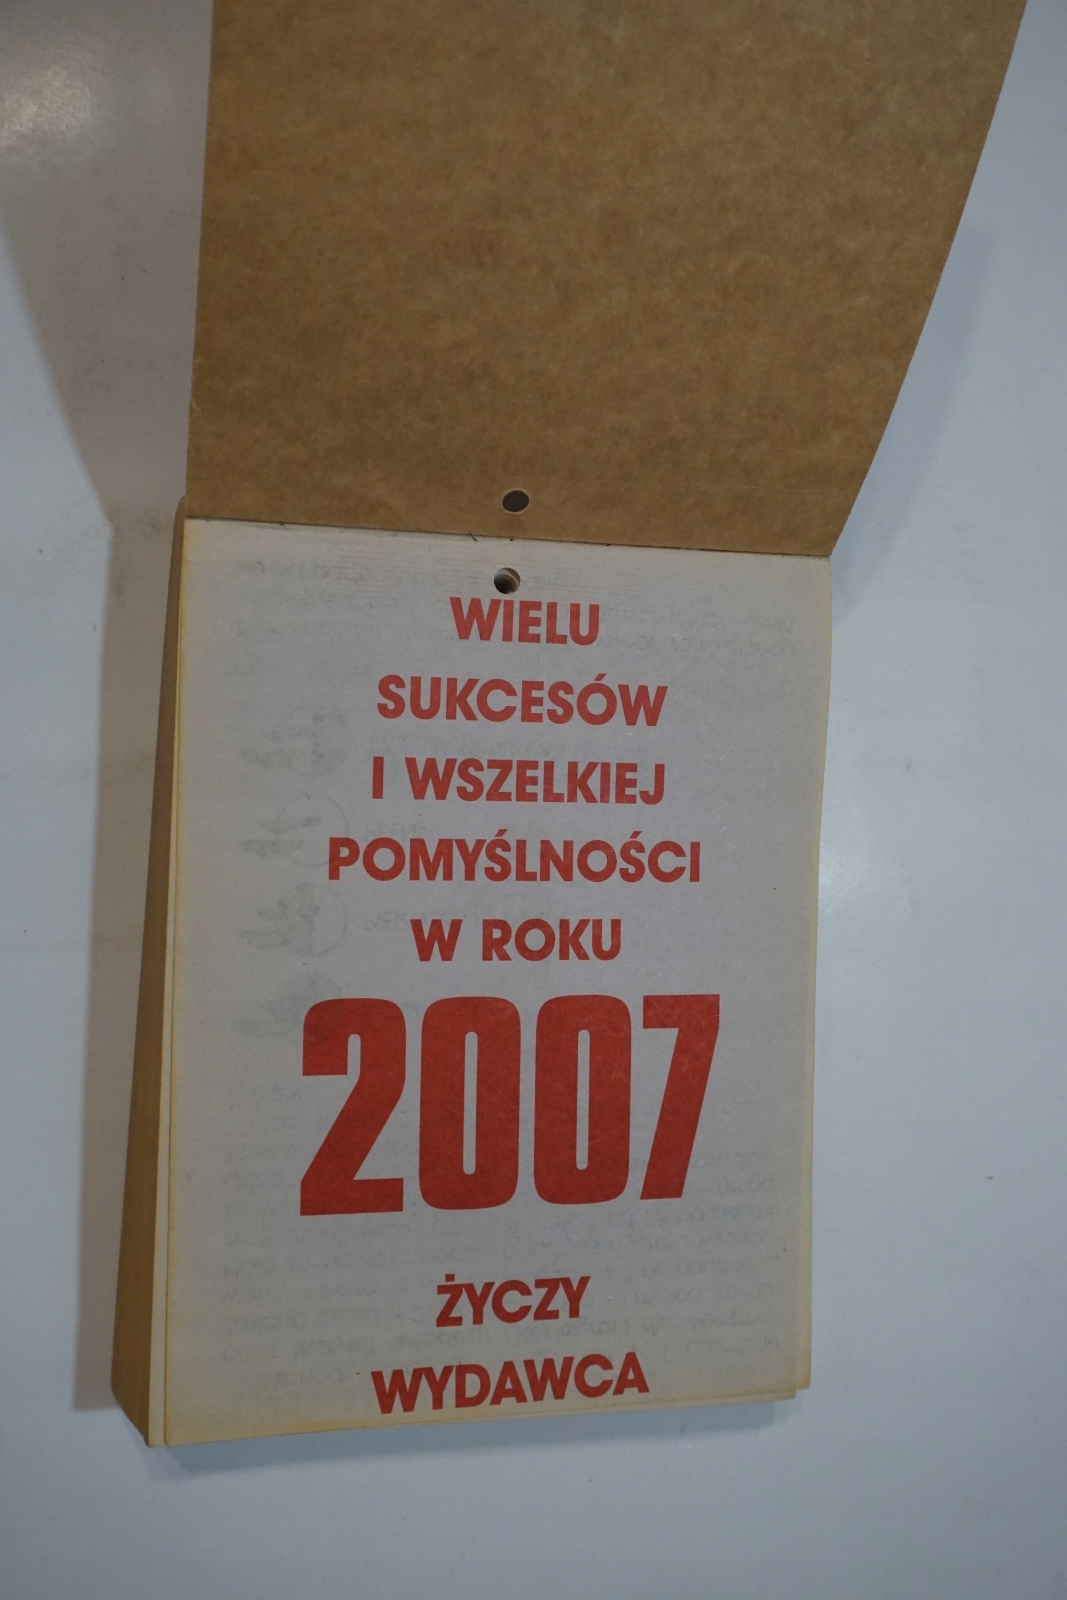 WIELU
SUKCESÓW
I WSZELKIEJ
POMYŚLNOŚCI
W ROKU
2007
ŻYCZY
WYDAWCA